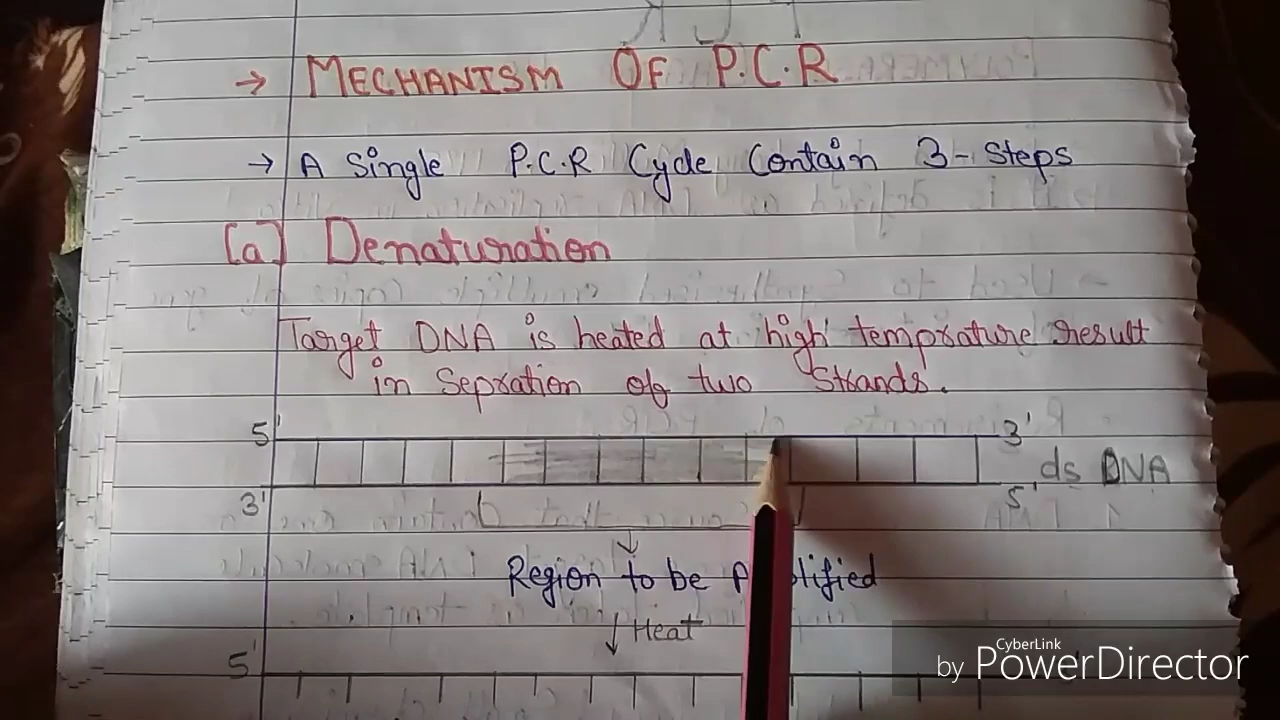 → MECHANISM OF P.C.R
→ A Single P.C.R Cycle Contain 3-Steps
[a] Denaturation
Target DNA is heated at high temprature result
in Sepration of two Strands.
5' 3'
ds DNA
3' 5'
↓
Region to be
↓ Heat
5'
CyberLink
by PowerDirector